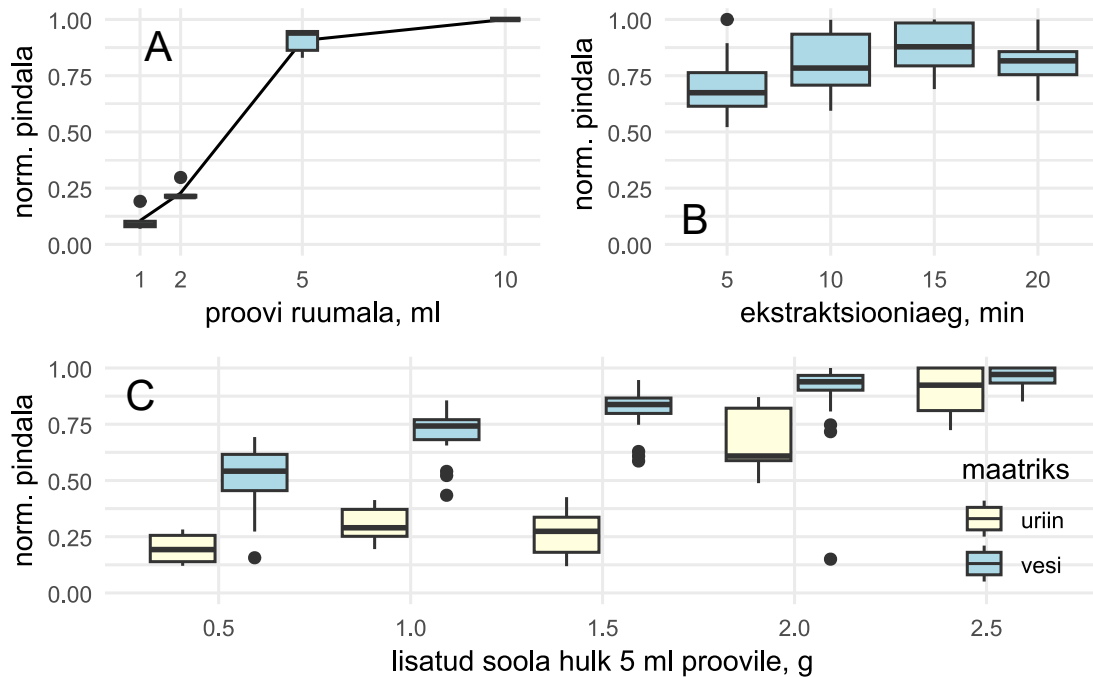 A
norm. pindala
1.00
0.75
0.50
0.25
0.00
1 2 5 10
proovi ruumala, ml
B
norm. pindala
1.00
0.75
0.50
0.25
0.00
5 10 15 20
ekstraktsiooniaeg, min
C
norm. pindala
1.00
0.75
0.50
0.25
0.00
0.5 1.0 1.5 2.0 2.5
lisatud soola hulk 5 ml proovile, g
maatriks
uriin
vesi